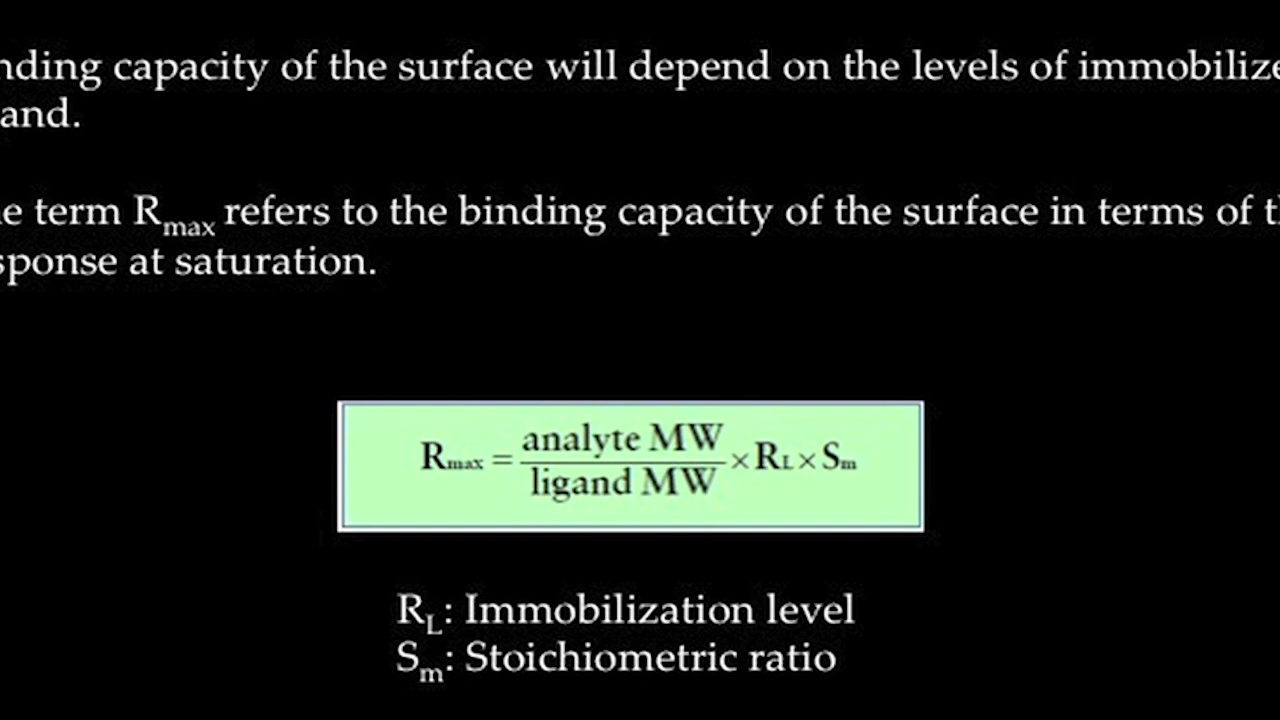 nding capacity of the surface will depend on the levels of immobilize
and.
e term Rmax refers to the binding capacity of the surface in terms of t
sponse at saturation.
Rmax = analyte MW / ligand MW × RL × Sm
RL: Immobilization level
Sm: Stoichiometric ratio